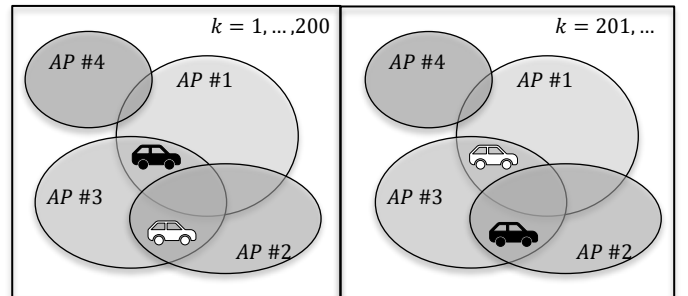 k = 1, … ,200
AP #4
AP #1
AP #3
AP #2
k = 201, …
AP #4
AP #1
AP #3
AP #2